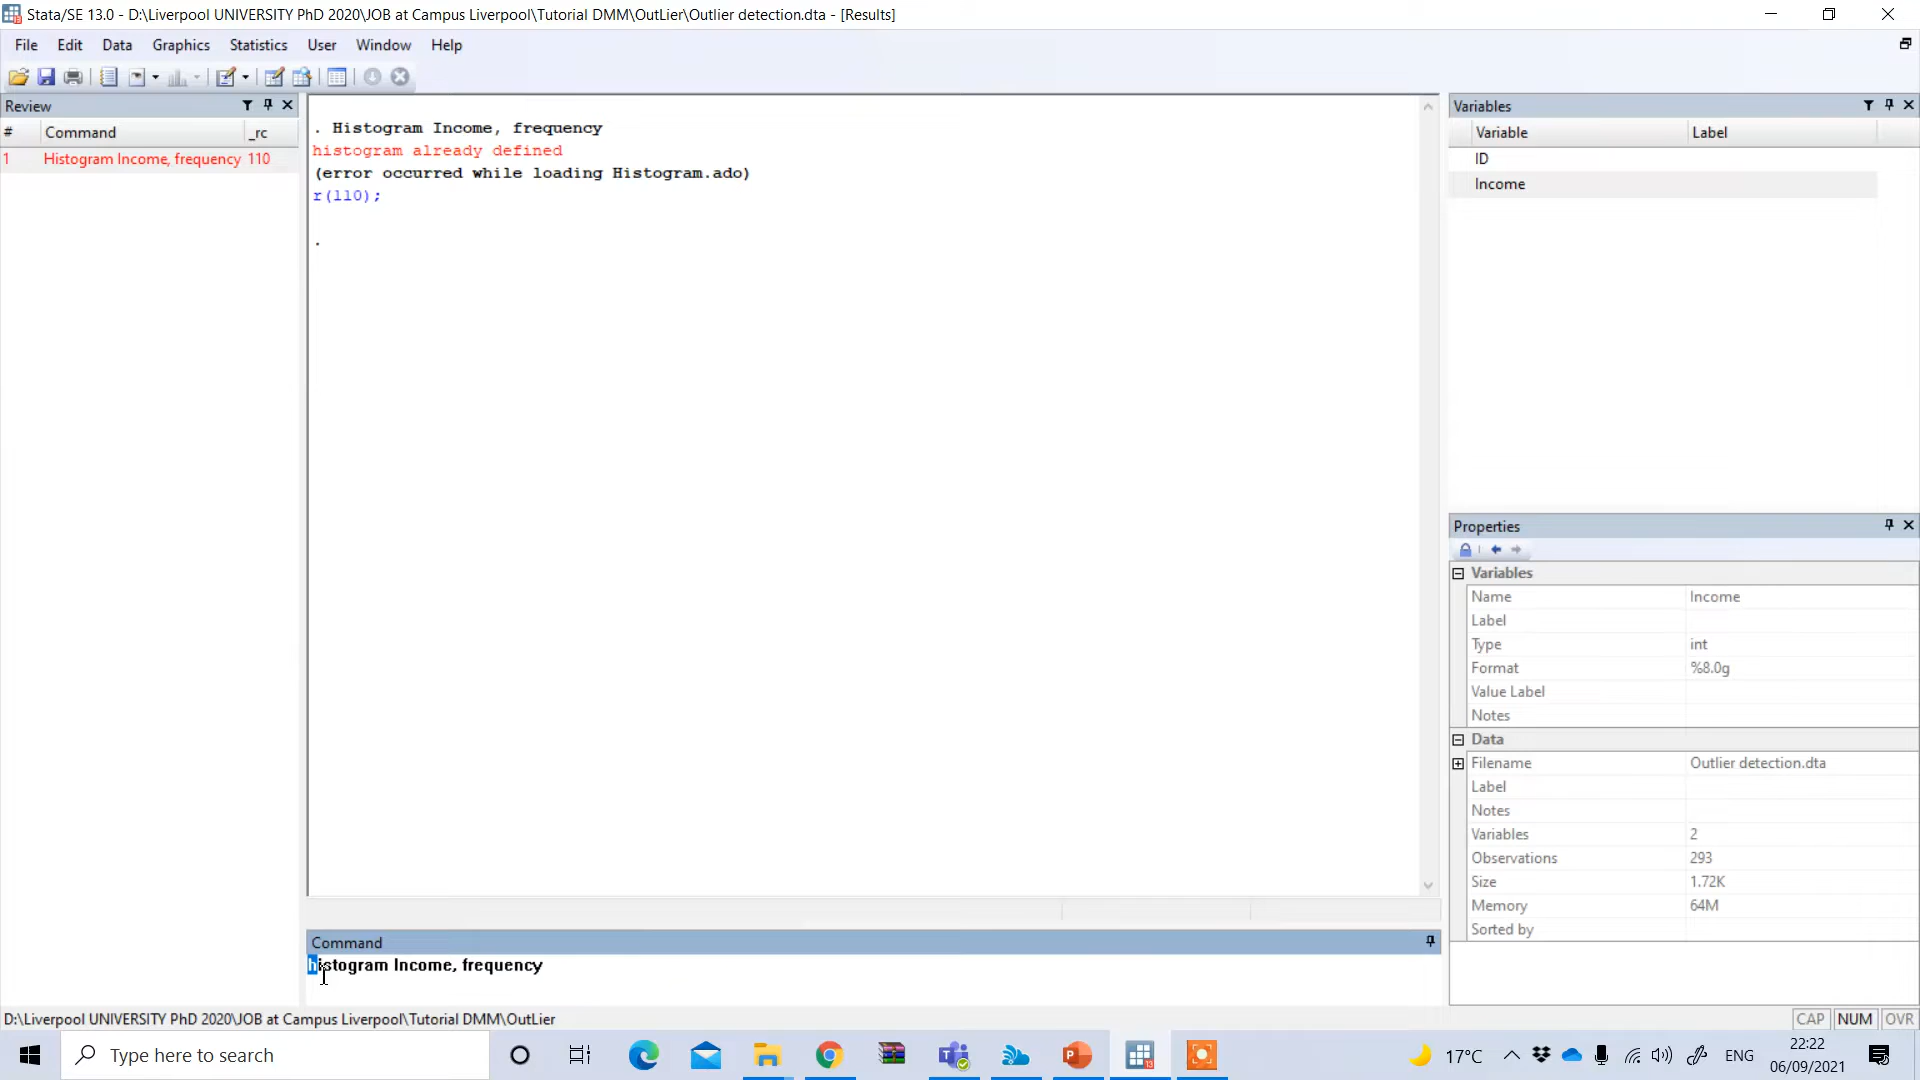 Stata/SE 13.0 - D:\Liverpool UNIVERSITY PhD 2020\JOB at Campus Liverpool\Tutorial DMM\OutLier\Outlier detection.dta - [Results]
File Edit Data Graphics Statistics User Window Help
Review
# Command _rc
1 Histogram Income, frequency 110
. Histogram Income, frequency
histogram already defined
(error occurred while loading Histogram.ado)
r(110);
.
Variables
Variable Label
ID
Income
Properties
Variables
Name Income
Label
Type int
Format %8.0g
Value Label
Notes
Data
Filename Outlier detection.dta
Label
Notes
Variables 2
Observations 293
Size 1.72K
Memory 64M
Sorted by
Command
histogram Income, frequency
D:\Liverpool UNIVERSITY PhD 2020\JOB at Campus Liverpool\Tutorial DMM\OutLier
CAP NUM OVR
Type here to search
17°C
ENG
22:22
06/09/2021